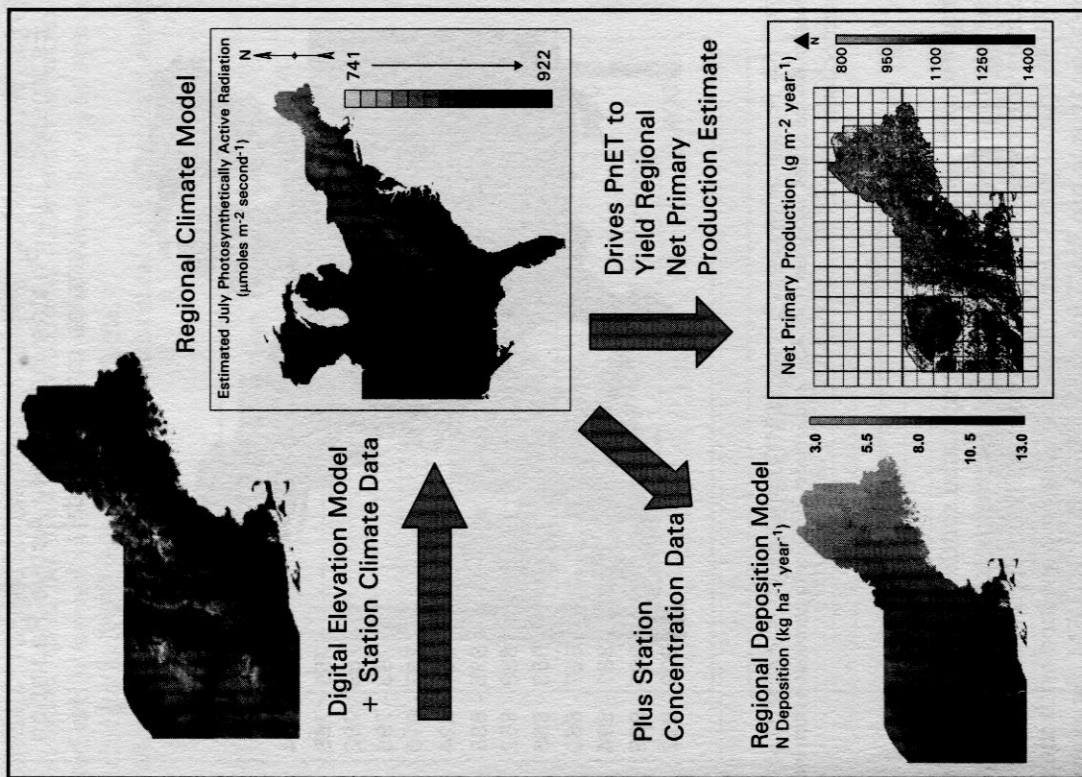 Digital Elevation Model
+ Station Climate Data
Regional Climate Model
Estimated July Photosynthetically Active Radiation
(μmoles m-2 second-1)
N
741
922
Plus Station
Concentration Data
Drives PnET to
Yield Regional
Net Primary
Production Estimate
Regional Deposition Model
N Deposition (kg ha-1 year-1)
3.0
5.5
8.0
10.5
13.0
Net Primary Production (g m-2 year-1)
N
800
950
1100
1250
1400